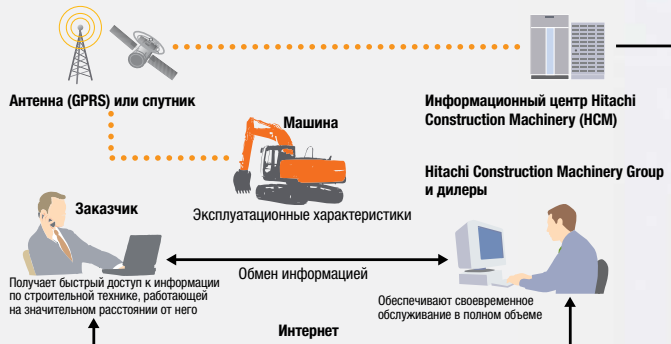 Антенна (GPRS) или спутник
Информационный центр Hitachi
Construction Machinery (HCM)
Машина
Эксплуатационные характеристики
Hitachi Construction Machinery Group
и дилеры
Заказчик
Обмен информацией
Получает быстрый доступ к информации
по строительной технике, работающей
на значительном расстоянии от него
Обеспечивают своевременное
обслуживание в полном объеме
Интернет